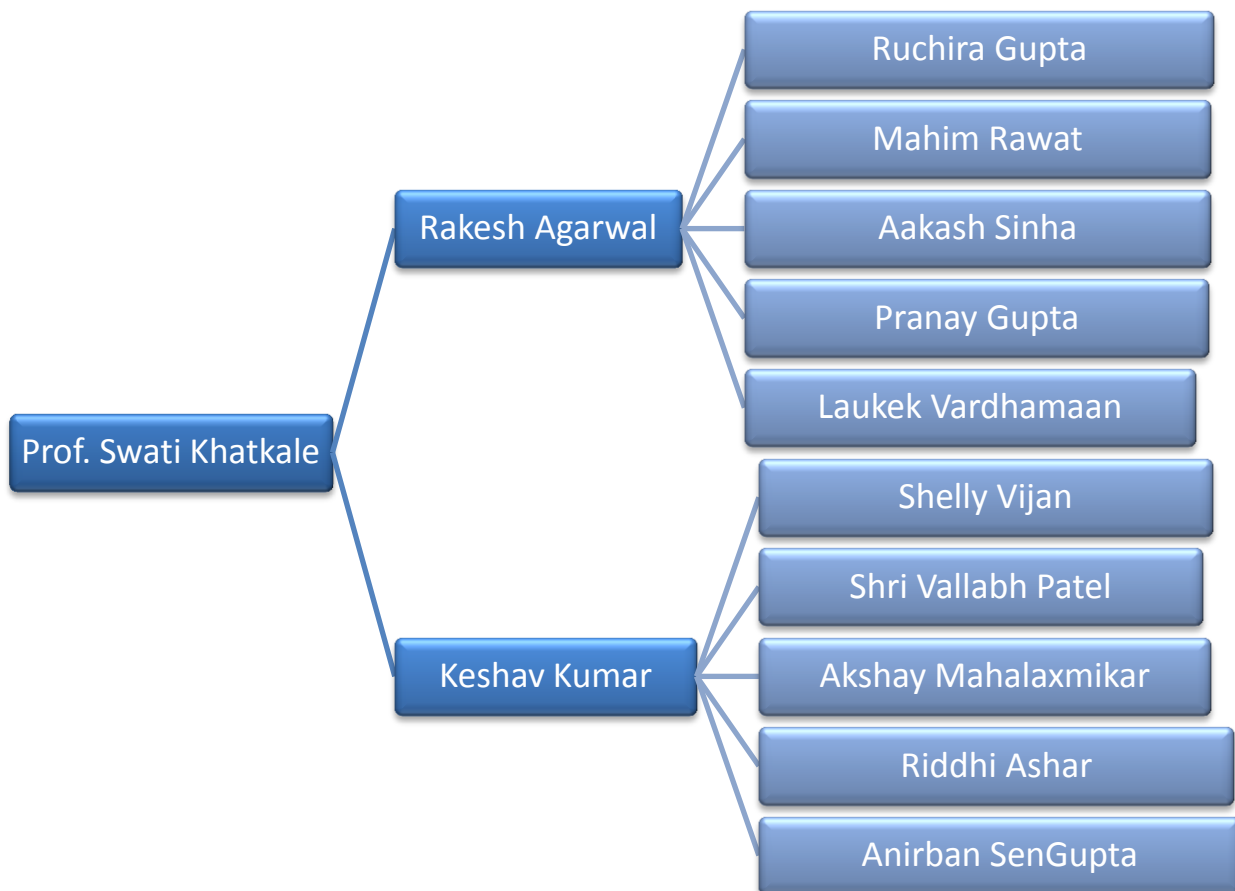 Prof. Swati Khatkale
Rakesh Agarwal
Ruchira Gupta
Mahim Rawat
Aakash Sinha
Pranay Gupta
Laukek Vardhamaan
Keshav Kumar
Shelly Vijan
Shri Vallabh Patel
Akshay Mahalaxmikar
Riddhi Ashar
Anirban SenGupta